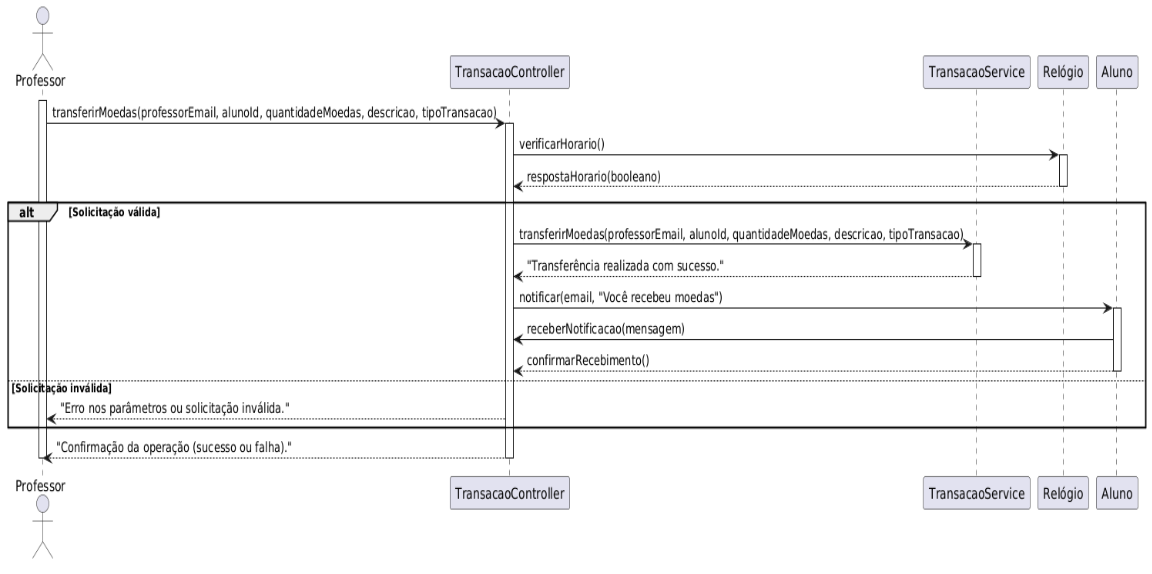 Professor
TransacaoController
TransacaoService
Relógio
Aluno
transferirMoedas(professorEmail, alunoId, quantidadeMoedas, descricao, tipoTransacao)
verificarHorario()
respostaHorario(booleano)
alt [Solicitação válida]
transferirMoedas(professorEmail, alunoId, quantidadeMoedas, descricao, tipoTransacao)
"Transferência realizada com sucesso."
notificar(email, "Você recebeu moedas")
receberNotificacao(mensagem)
confirmarRecebimento()
[Solicitação inválida]
"Erro nos parâmetros ou solicitação inválida."
"Confirmação da operação (sucesso ou falha)."
Professor
TransacaoController
TransacaoService
Relógio
Aluno